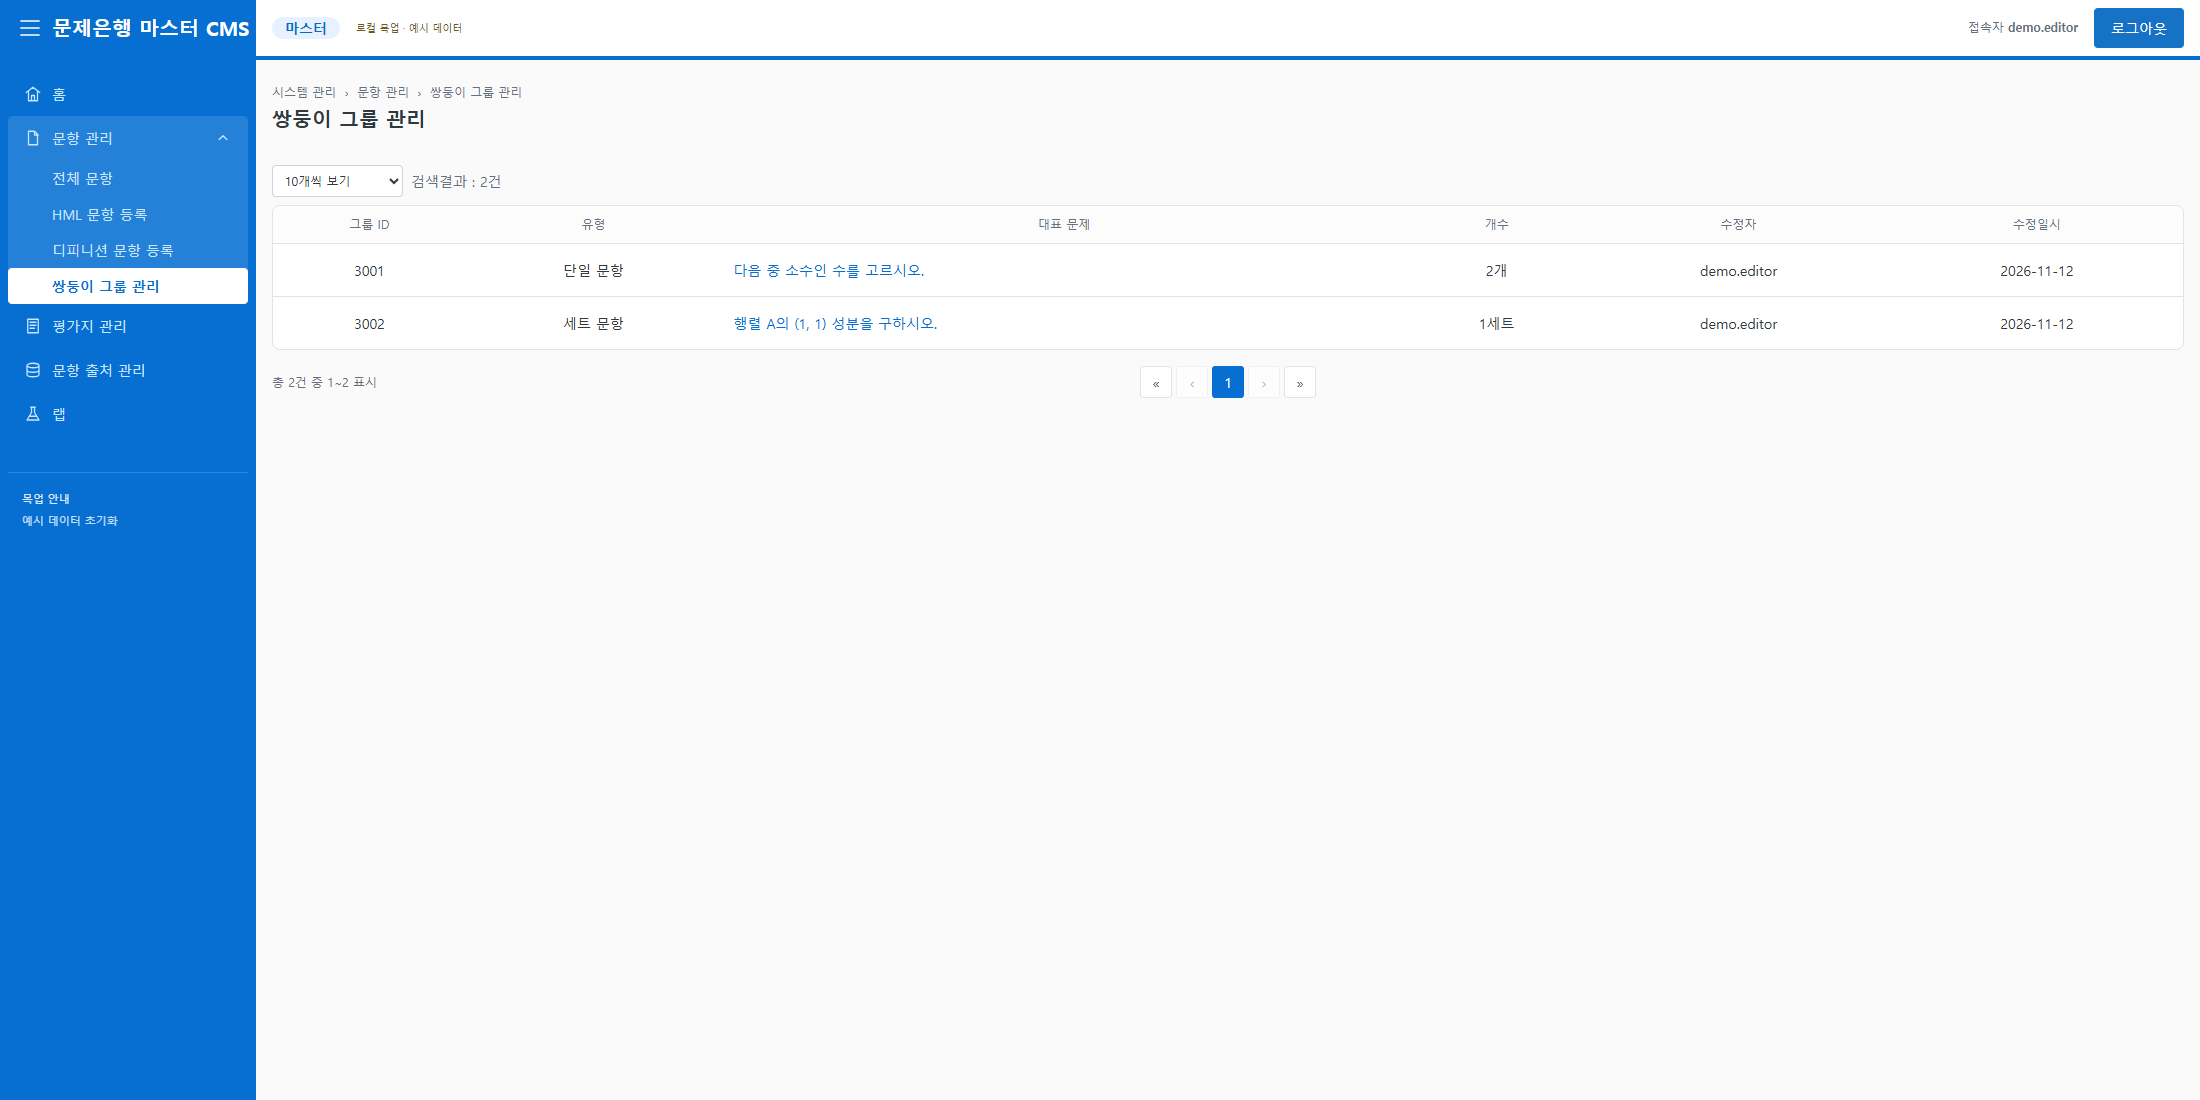 문제은행 마스터 CMS
마스터
로컬 목업 · 예시 데이터
접속자 demo.editor
로그아웃
홈
문항 관리
전체 문항
HML 문항 등록
디피니션 문항 등록
쌍둥이 그룹 관리
평가지 관리
문항 출처 관리
랩
목업 안내
예시 데이터 초기화
시스템 관리 › 문항 관리 › 쌍둥이 그룹 관리
쌍둥이 그룹 관리
10개씩 보기 검색결과 : 2건
그룹 ID 유형 대표 문제 개수 수정자 수정일시
3001 단일 문항 다음 중 소수인 수를 고르시오. 2개 demo.editor 2026-11-12
3002 세트 문항 행렬 A의 (1, 1) 성분을 구하시오. 1세트 demo.editor 2026-11-12
총 2건 중 1~2 표시 « ‹ 1 › »